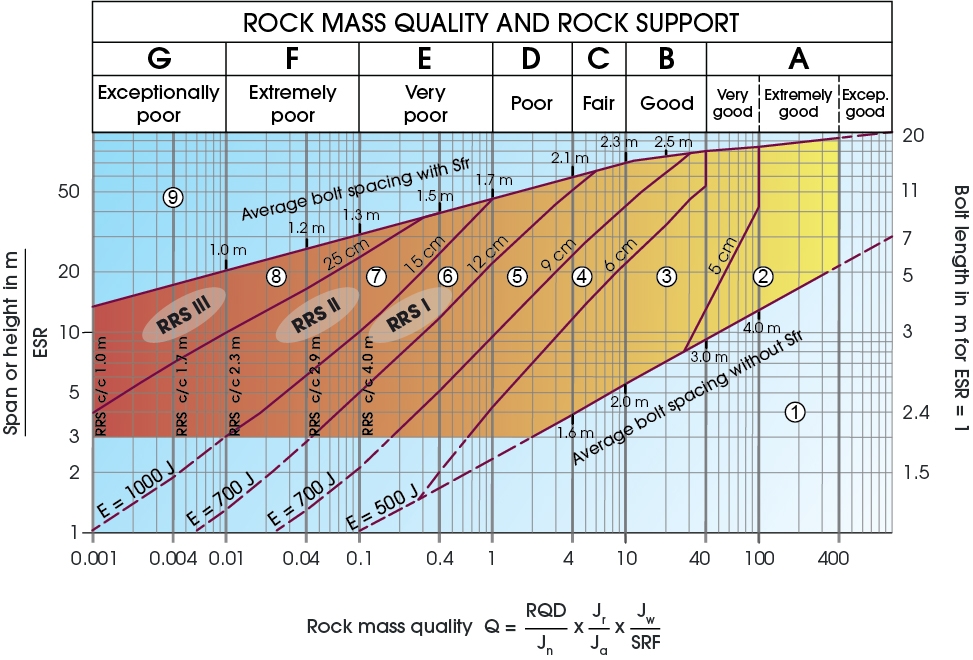 ROCK MASS QUALITY AND ROCK SUPPORT
G F E D C B A
Exceptionally poor
Extremely poor
Very poor
Poor
Fair
Good
Very good
Extremely good
Excep. good
20
11
7
5
3
2.4
1.5
Bolt length in m for ESR = 1
50
20
10
5
3
2
1
Span or height in m
ESR
Average bolt spacing with Sfr
1.0 m
1.2 m
1.3 m
1.5 m
1.7 m
2.1 m
2.3 m
2.5 m
9
8
7
6
5
4
3
2
1
25 cm
15 cm
12 cm
9 cm
6 cm
5 cm
RRS III
RRS II
RRS I
RRS c/c 1.0 m
RRS c/c 1.7 m
RRS c/c 2.3 m
RRS c/c 2.9 m
RRS c/c 4.0 m
4.0 m
3.0 m
2.0 m
1.6 m
Average bolt spacing without Sfr
E = 1000 J
E = 700 J
E = 700 J
E = 500 J
0.001 0.004 0.01 0.04 0.1 0.4 1 4 10 40 100 400
Rock mass quality Q = RQD/Jn x Jr/Ja x Jw/SRF